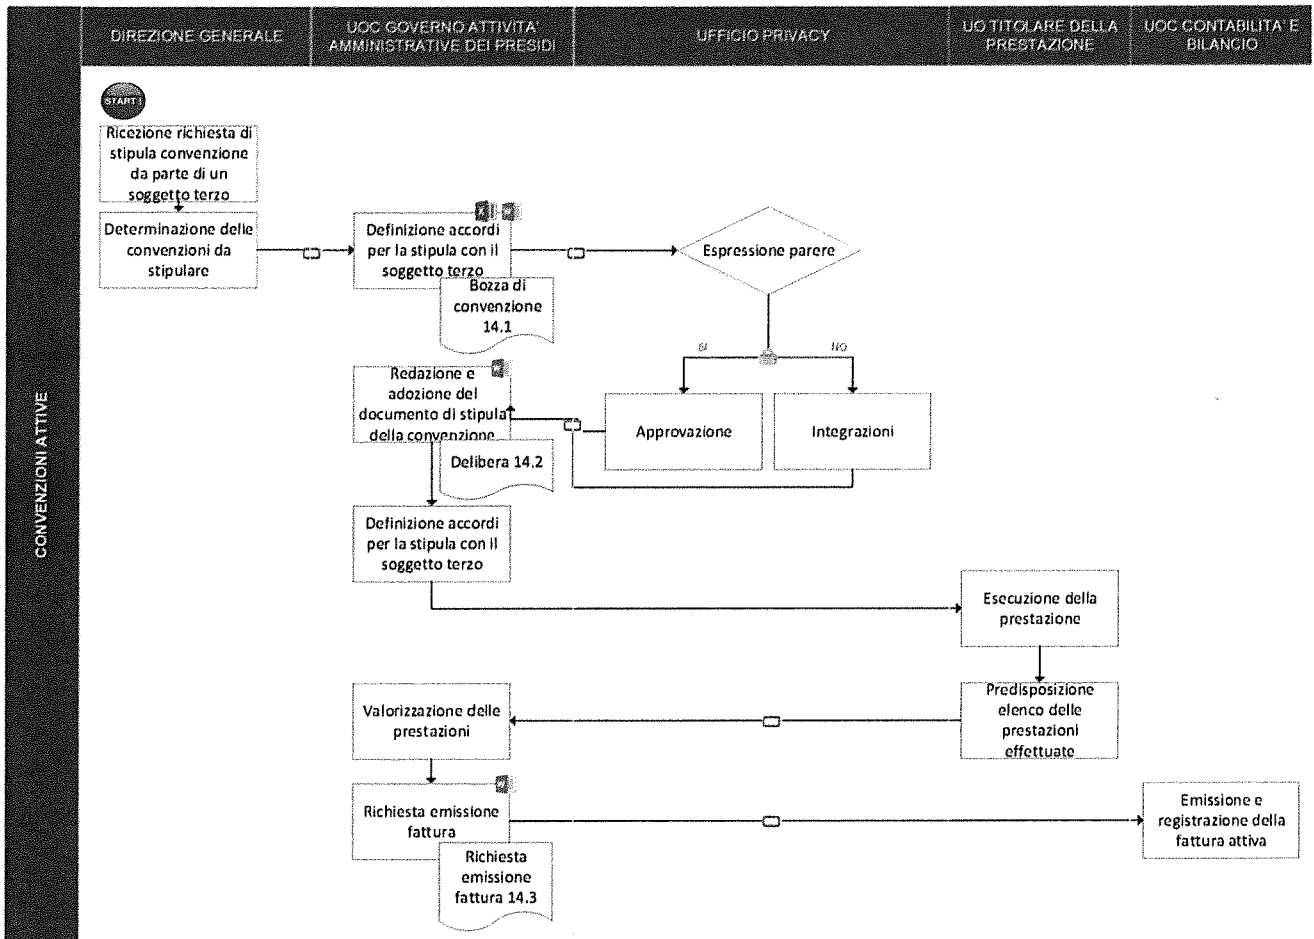 DIREZIONE GENERALE
UOC GOVERNO ATTIVITA'
AMMINISTRATIVE DEI PRESIDI
UFFICIO PRIVACY
UO TITOLARE DELLA
PRESTAZIONE
UOC CONTABILITA' E
BILANCIO
CONVENZIONI ATTIVE
START!
Ricezione richiesta di
stipula convenzione
da parte di un
soggetto terzo
Determinazione delle
convenzioni da
stipulare
Definizione accordi
per la stipula con il
soggetto terzo
Bozza di
convenzione
14.1
Espressione parere
SI
NO
Approvazione
Integrazioni
Redazione e
adozione del
documento di stipula
della convenzione
Delibera 14.2
Definizione accordi
per la stipula con il
soggetto terzo
Esecuzione della
prestazione
Predisposizione
elenco delle
prestazioni
effettuate
Valorizzazione delle
prestazioni
Richiesta emissione
fattura
Richiesta
emissione
fattura 14.3
Emissione e
registrazione della
fattura attiva